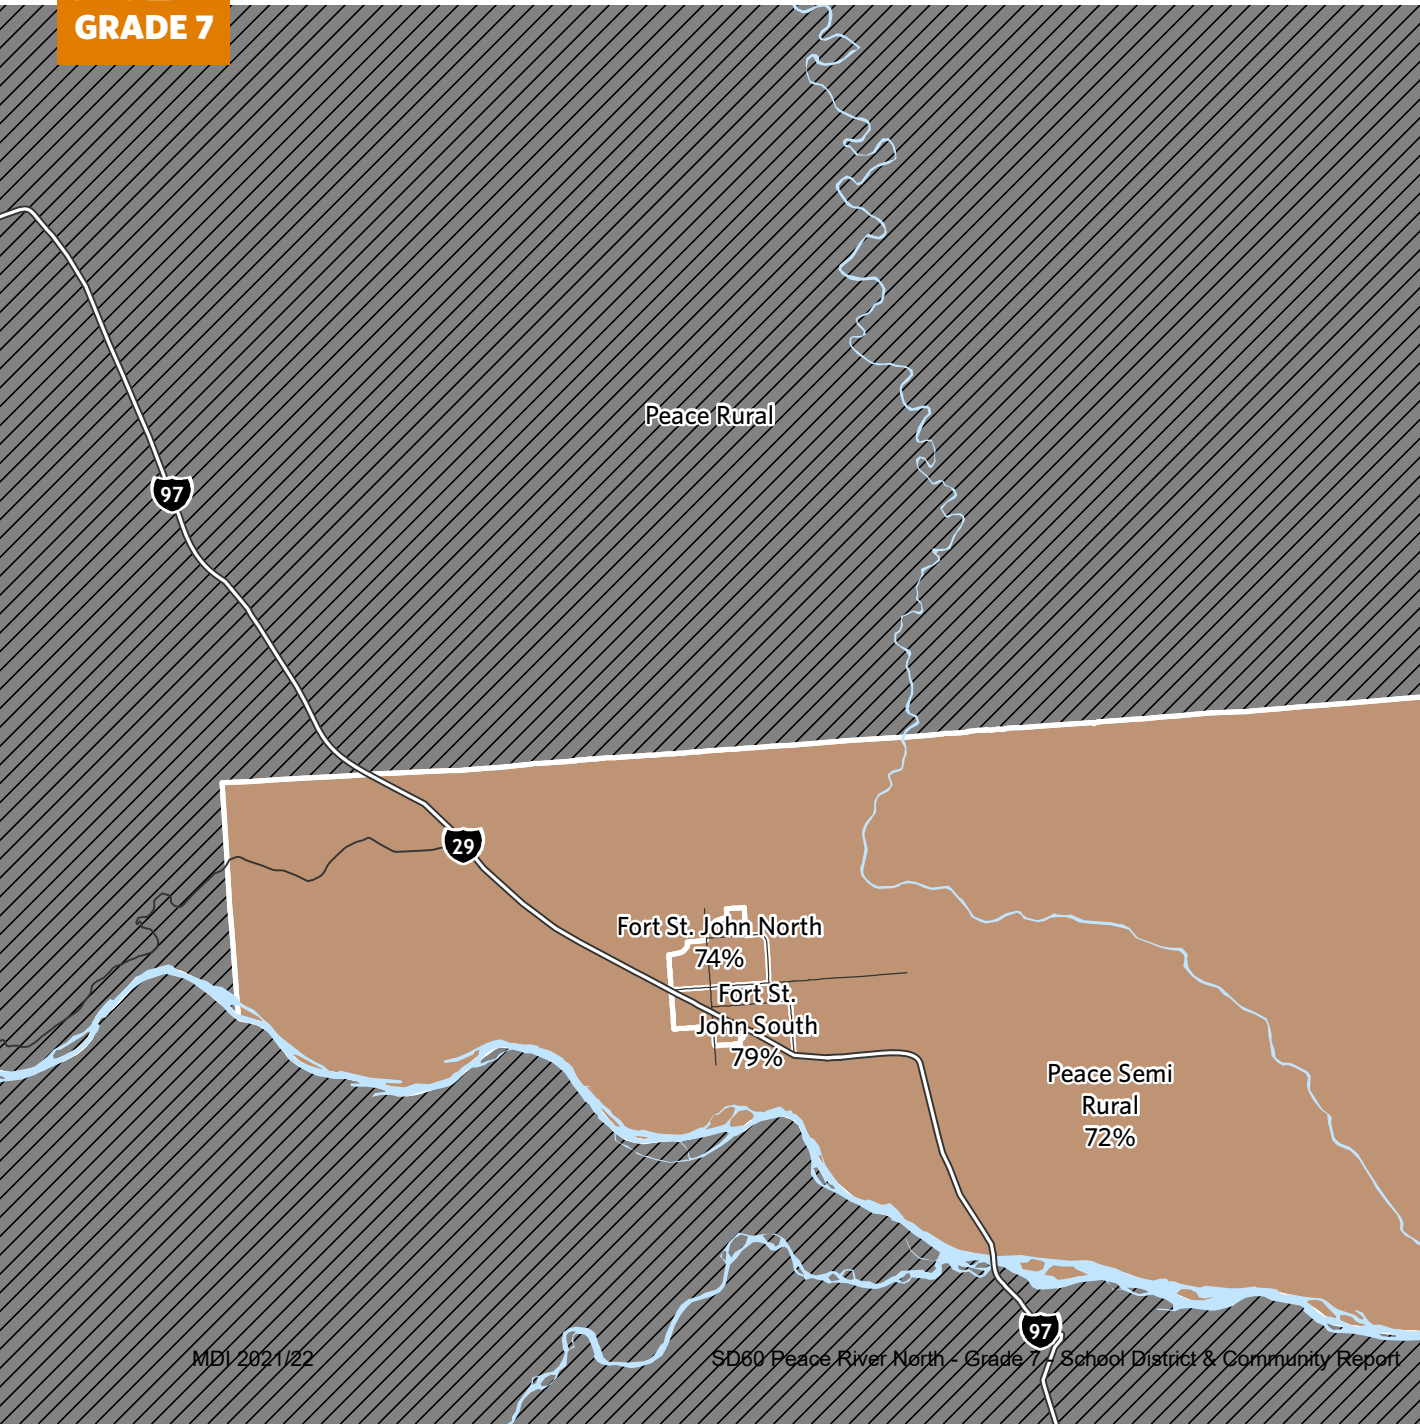 GRADE 7
Peace Rural
97
29
Fort St. John North
74%
Fort St.
John South
79%
Peace Semi
Rural
72%
97
MDI 2021/22
SD60 Peace River North - Grade 7 - School District & Community Report